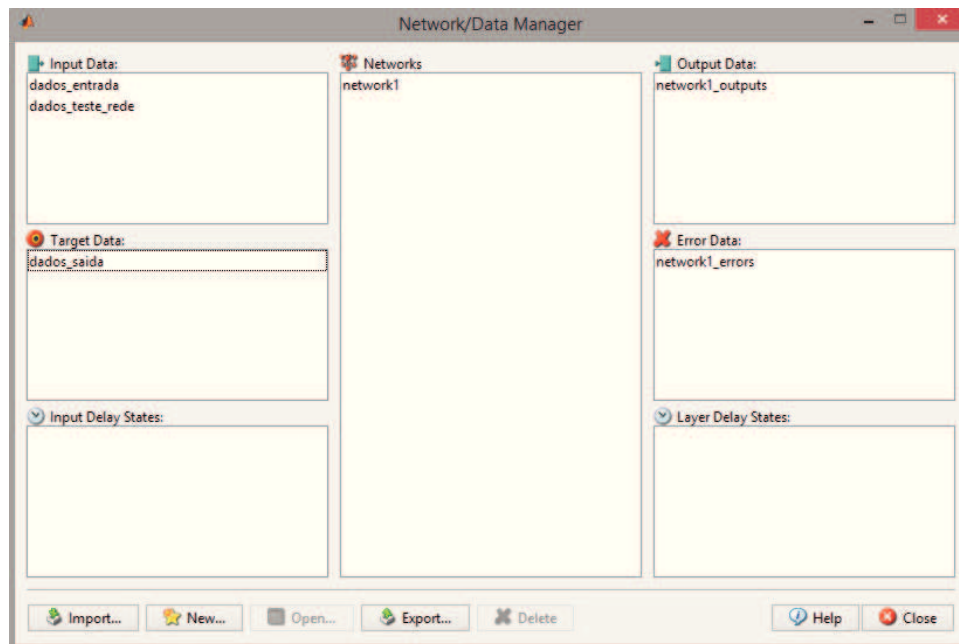 Network/Data Manager
Input Data:
dados_entrada
dados_teste_rede
Networks
network1
Output Data:
network1_outputs
Target Data:
dados_saida
Error Data:
network1_errors
Input Delay States:
Layer Delay States:
Import...
New...
Open...
Export...
Delete
Help
Close